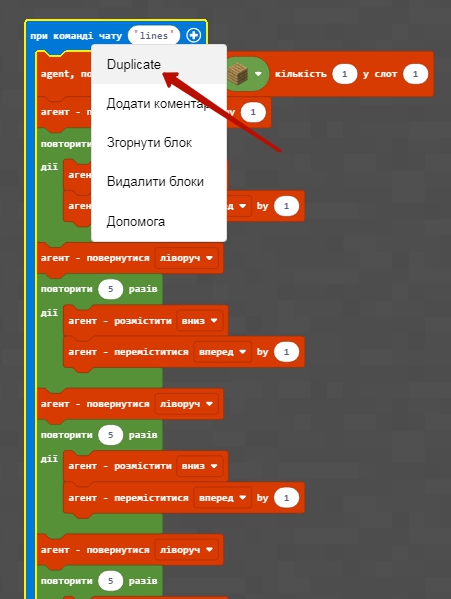 при команді чату "lines"
Duplicate
агент, по кількість 1 у слот 1
Додати коментар
агент - п by 1
повторити
Згорнути блок
дії
аген
Видалити блоки
аген д by 1
Допомога
агент - повернутися ліворуч
повторити 5 разів
дії
агент - розмістити вниз
агент - переміститися вперед by 1
агент - повернутися ліворуч
повторити 5 разів
дії
агент - розмістити вниз
агент - переміститися вперед by 1
агент - повернутися ліворуч
повторити 5 разів